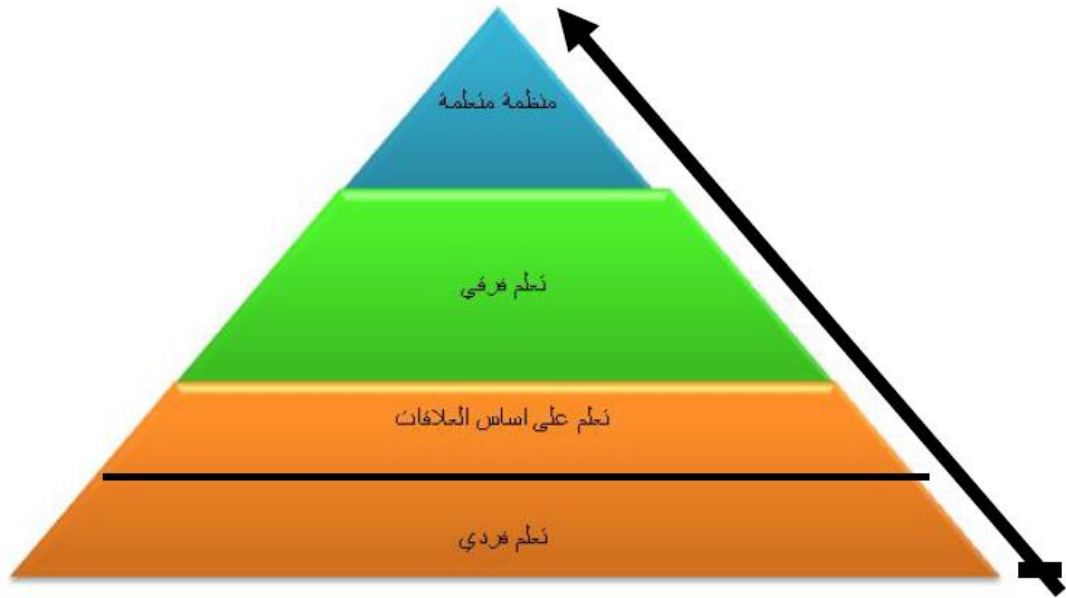 منظمة متعلمة
تعلم فرقي
تعلم على اساس العلاقات
تعلم فردي